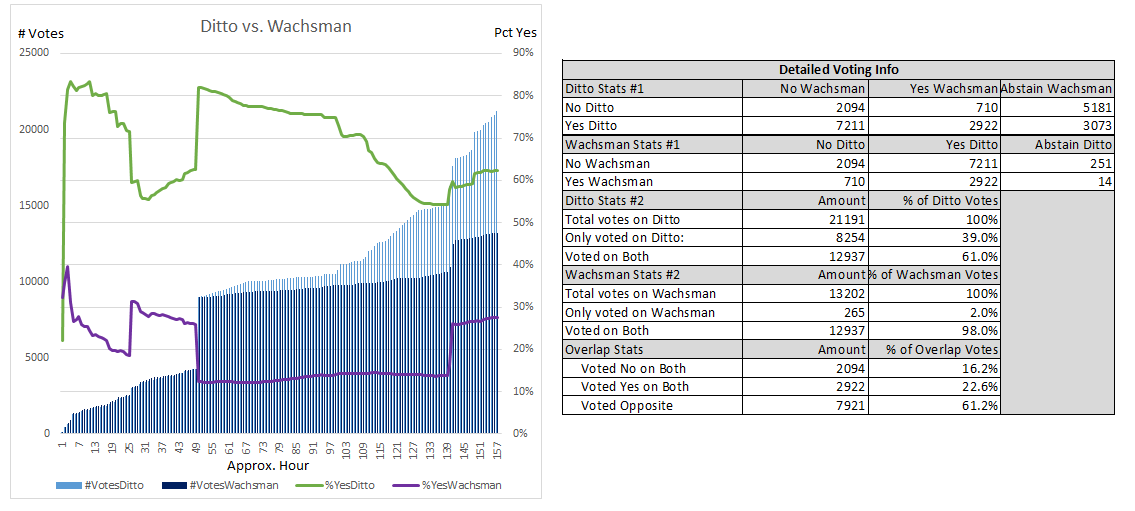 Ditto vs. Wachsman
# Votes
Pct Yes
25000
20000
15000
10000
5000
0
90%
80%
70%
60%
50%
40%
30%
20%
10%
0%
1 7 13 19 25 31 37 43 49 55 61 67 73 79 85 91 97 103 109 115 121 127 133 139 145 151 157
Approx. Hour
#VotesDitto #VotesWachsman %YesDitto %YesWachsman
Detailed Voting Info
Ditto Stats #1 No Wachsman Yes Wachsman Abstain Wachsman
No Ditto 2094 710 5181
Yes Ditto 7211 2922 3073
Wachsman Stats #1 No Ditto Yes Ditto Abstain Ditto
No Wachsman 2094 7211 251
Yes Wachsman 710 2922 14
Ditto Stats #2 Amount % of Ditto Votes
Total votes on Ditto 21191 100%
Only voted on Ditto: 8254 39.0%
Voted on Both 12937 61.0%
Wachsman Stats #2 Amount % of Wachsman Votes
Total votes on Wachsman 13202 100%
Only voted on Wachsman 265 2.0%
Voted on Both 12937 98.0%
Overlap Stats Amount % of Overlap Votes
Voted No on Both 2094 16.2%
Voted Yes on Both 2922 22.6%
Voted Opposite 7921 61.2%